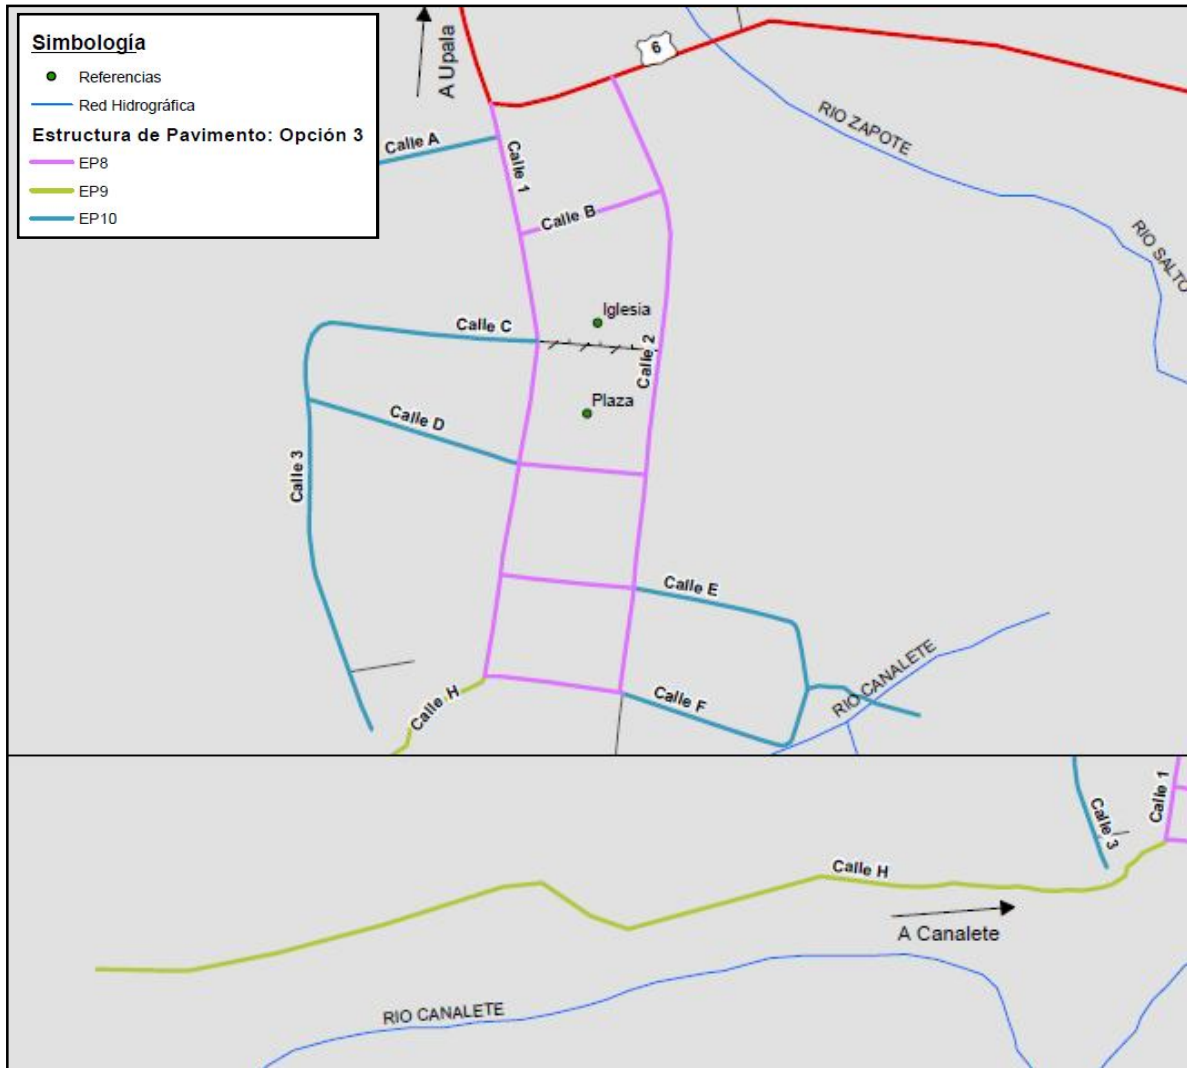 Simbología
Referencias
Red Hidrográfica
Estructura de Pavimento: Opción 3
EP8
EP9
EP10
A Upala
6
RIO ZAPOTE
Calle A
Calle 1
Calle B
RIO SALTO
Iglesia
Calle C
Calle 2
Plaza
Calle D
Calle 3
Calle E
RIO CANALETE
Calle F
Calle H
Calle 1
Calle 3
Calle H
A Canalete
RIO CANALETE